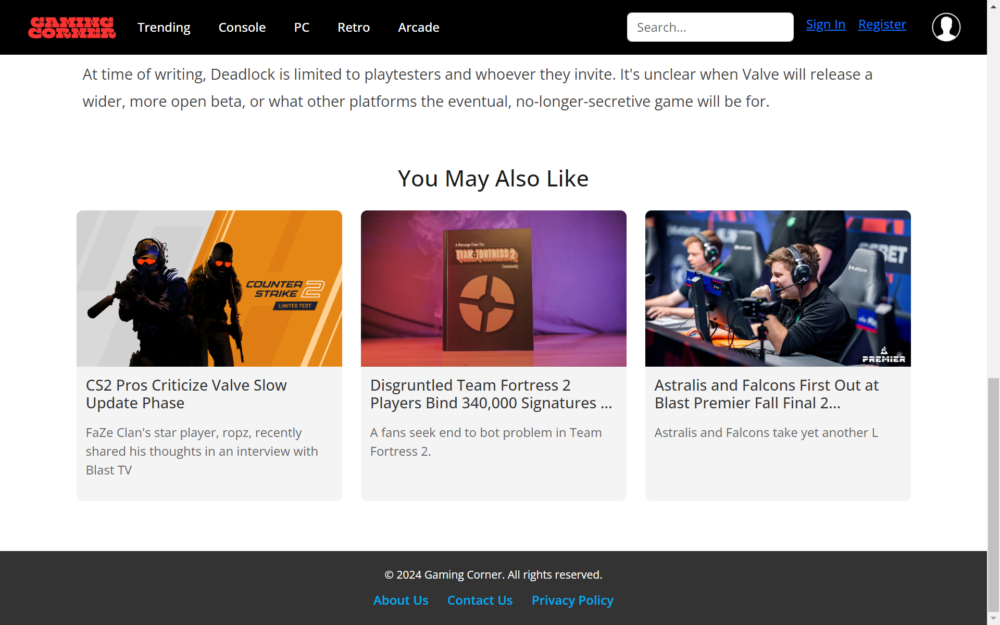 GAMING
CORNER
Trending
Console
PC
Retro
Arcade
Search...
Sign In
Register
At time of writing, Deadlock is limited to playtesters and whoever they invite. It's unclear when Valve will release a
wider, more open beta, or what other platforms the eventual, no-longer-secretive game will be for.
You May Also Like
COUNTER
STRIKE 2
LIMITED TEST
A Message From The
TEAM FORTRESS 2
Community
PREMIER
CS2 Pros Criticize Valve Slow
Update Phase
FaZe Clan's star player, ropz, recently
shared his thoughts in an interview with
Blast TV
Disgruntled Team Fortress 2
Players Bind 340,000 Signatures ...
A fans seek end to bot problem in Team
Fortress 2.
Astralis and Falcons First Out at
Blast Premier Fall Final 2...
Astralis and Falcons take yet another L
© 2024 Gaming Corner. All rights reserved.
About Us
Contact Us
Privacy Policy